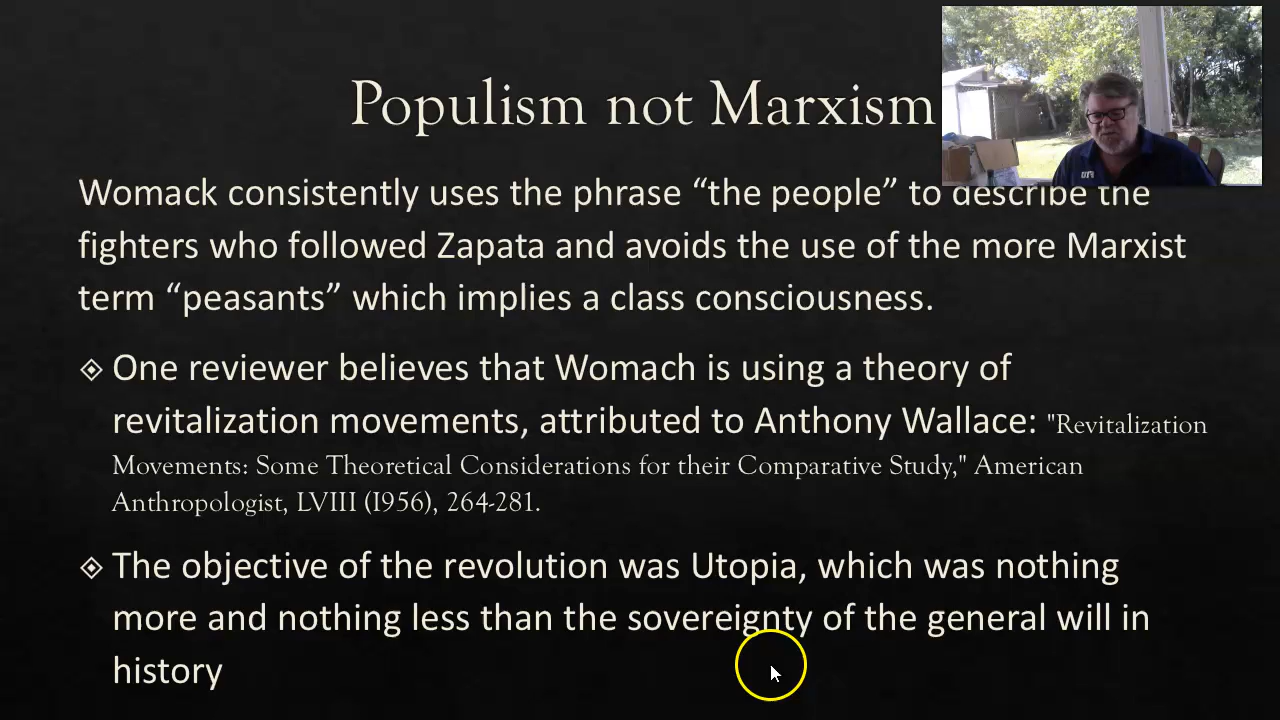 Populism not Marxism
Womack consistently uses the phrase “the people” to describe the
fighters who followed Zapata and avoids the use of the more Marxist
term “peasants” which implies a class consciousness.
One reviewer believes that Womach is using a theory of
revitalization movements, attributed to Anthony Wallace: "Revitalization
Movements: Some Theoretical Considerations for their Comparative Study," American
Anthropologist, LVIII (I956), 264-281.
The objective of the revolution was Utopia, which was nothing
more and nothing less than the sovereignty of the general will in
history